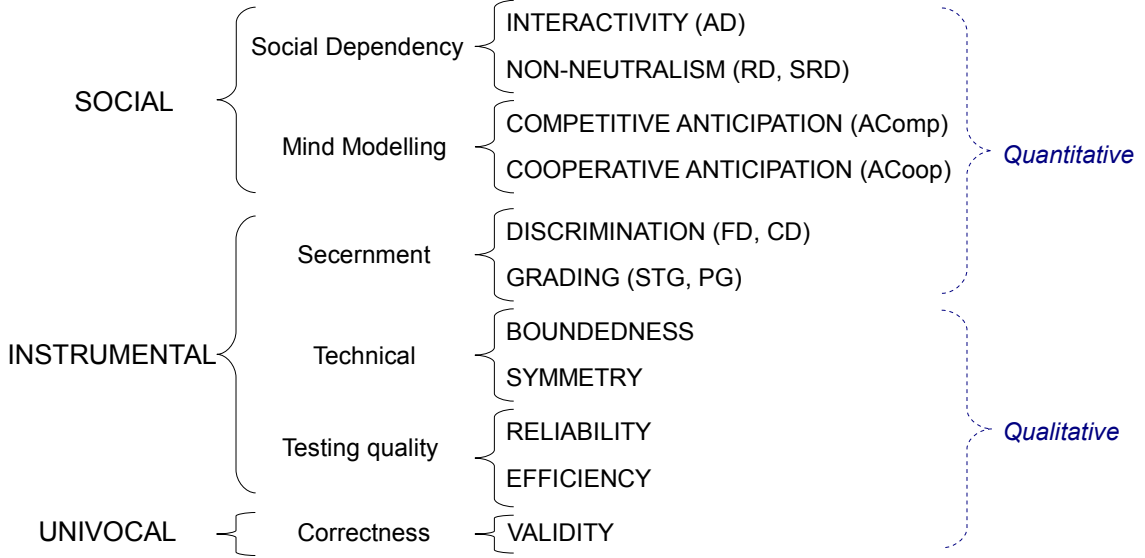 SOCIAL
Social Dependency
INTERACTIVITY (AD)
NON-NEUTRALISM (RD, SRD)
Mind Modelling
COMPETITIVE ANTICIPATION (AComp)
COOPERATIVE ANTICIPATION (ACoop)
Quantitative
INSTRUMENTAL
Secernment
DISCRIMINATION (FD, CD)
GRADING (STG, PG)
Technical
BOUNDEDNESS
SYMMETRY
Testing quality
RELIABILITY
EFFICIENCY
Qualitative
UNIVOCAL
Correctness
VALIDITY